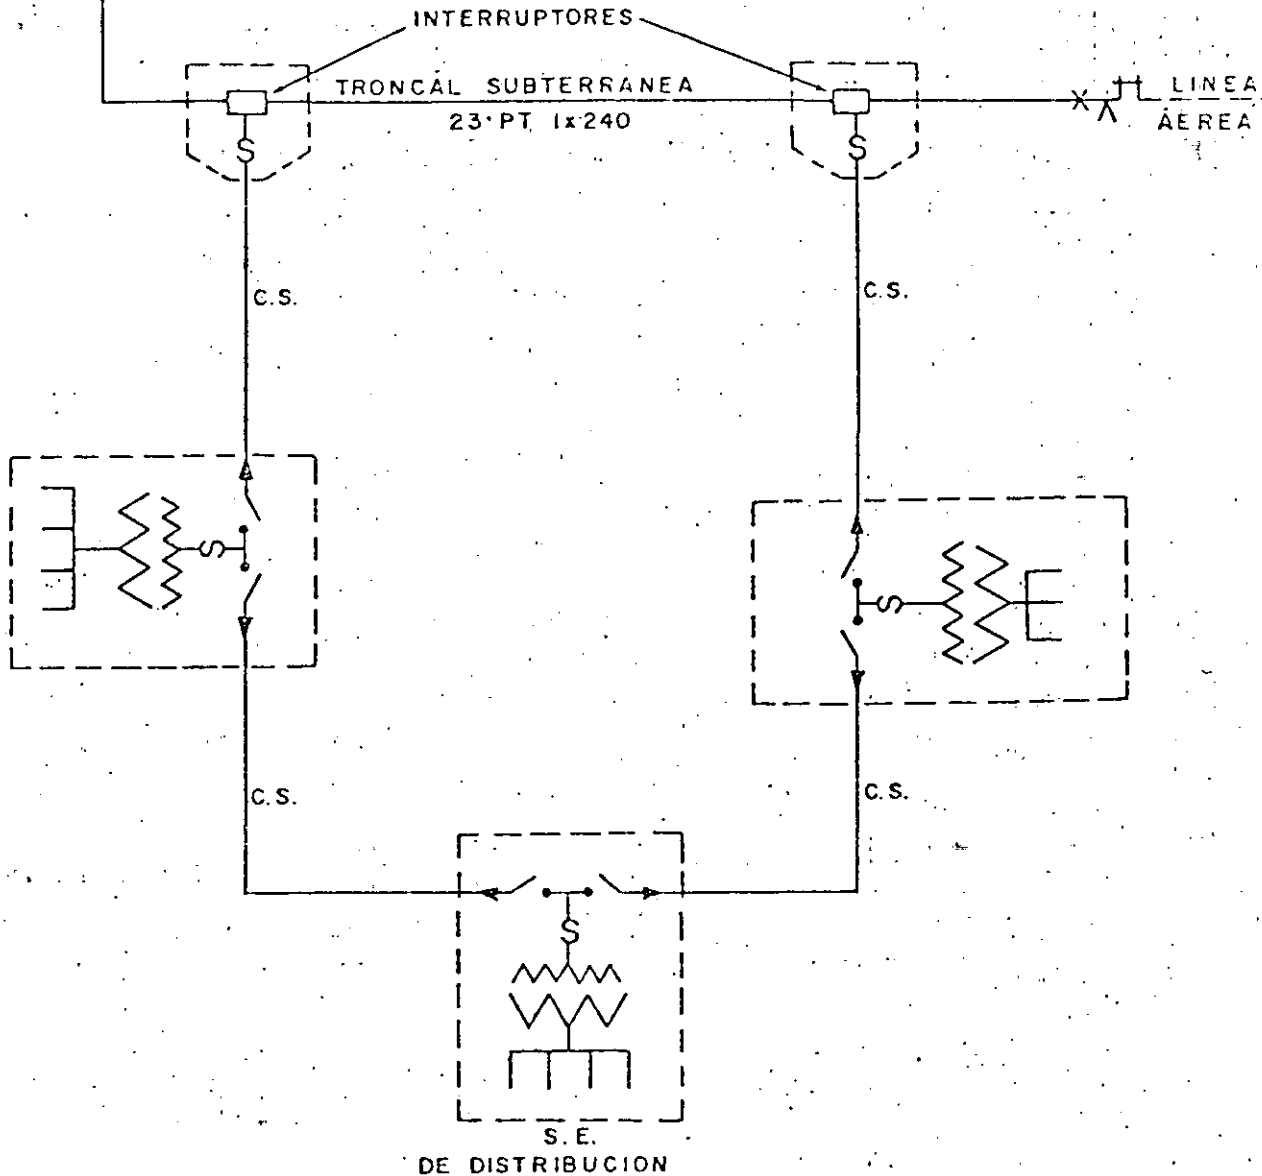 INTERRUPTORES
TRONCAL SUBTERRANEA
23·PT 1x240
LINEA
AEREA
S
S
C.S.
C.S.
S
S
C.S.
C.S.
S
S.E.
DE DISTRIBUCION